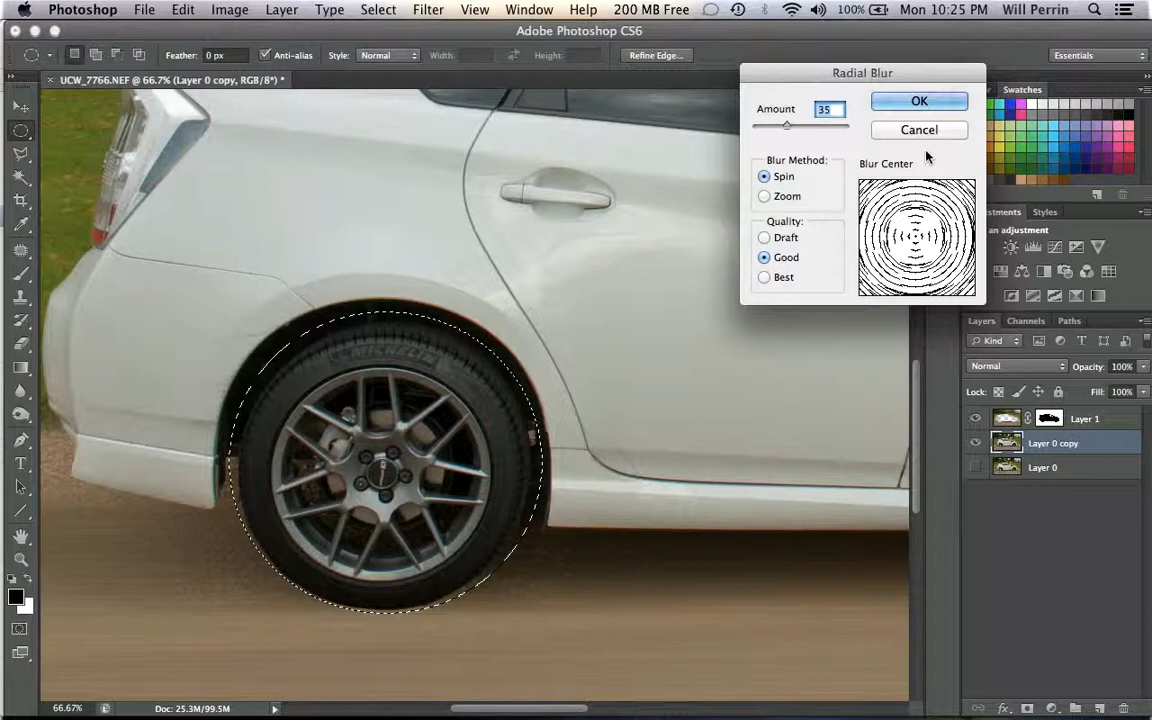 Photoshop File Edit Image Layer Type Select Filter View Window Help 200 MB Free 100% Mon 10:25 PM Will Perrin
Adobe Photoshop CS6
Feather: 0 px Anti-alias Style: Normal Width: Height: Refine Edge... Essentials
UCW_7766.NEF @ 66.7% (Layer 0 copy, RGB/8*) *
Radial Blur
Amount 35
OK
Cancel
Blur Method:
Spin
Zoom
Quality:
Draft
Good
Best
Blur Center
Swatches
Styles
Layers Channels Paths
Kind
Normal Opacity: 100%
Lock: Fill: 100%
Layer 1
Layer 0 copy
Layer 0
MICHELIN
66.67% Doc: 25.3M/99.5M